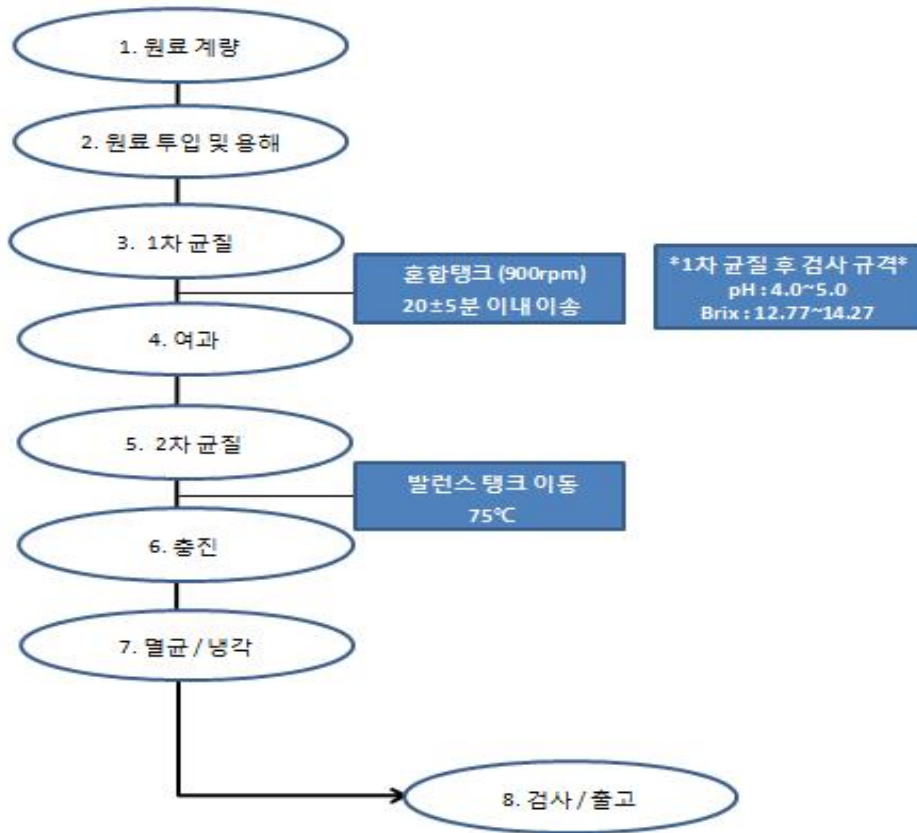 1. 원료 계량
2. 원료 투입 및 용해
3. 1차 균질
혼합탱크 (900rpm)
20±5분 이내 이송
*1차 균질 후 검사 규격*
pH : 4.0~5.0
Brix : 12.77~14.27
4. 여과
5. 2차 균질
발런스 탱크 이동
75℃
6. 충진
7. 멸균 / 냉각
8. 검사 / 출고